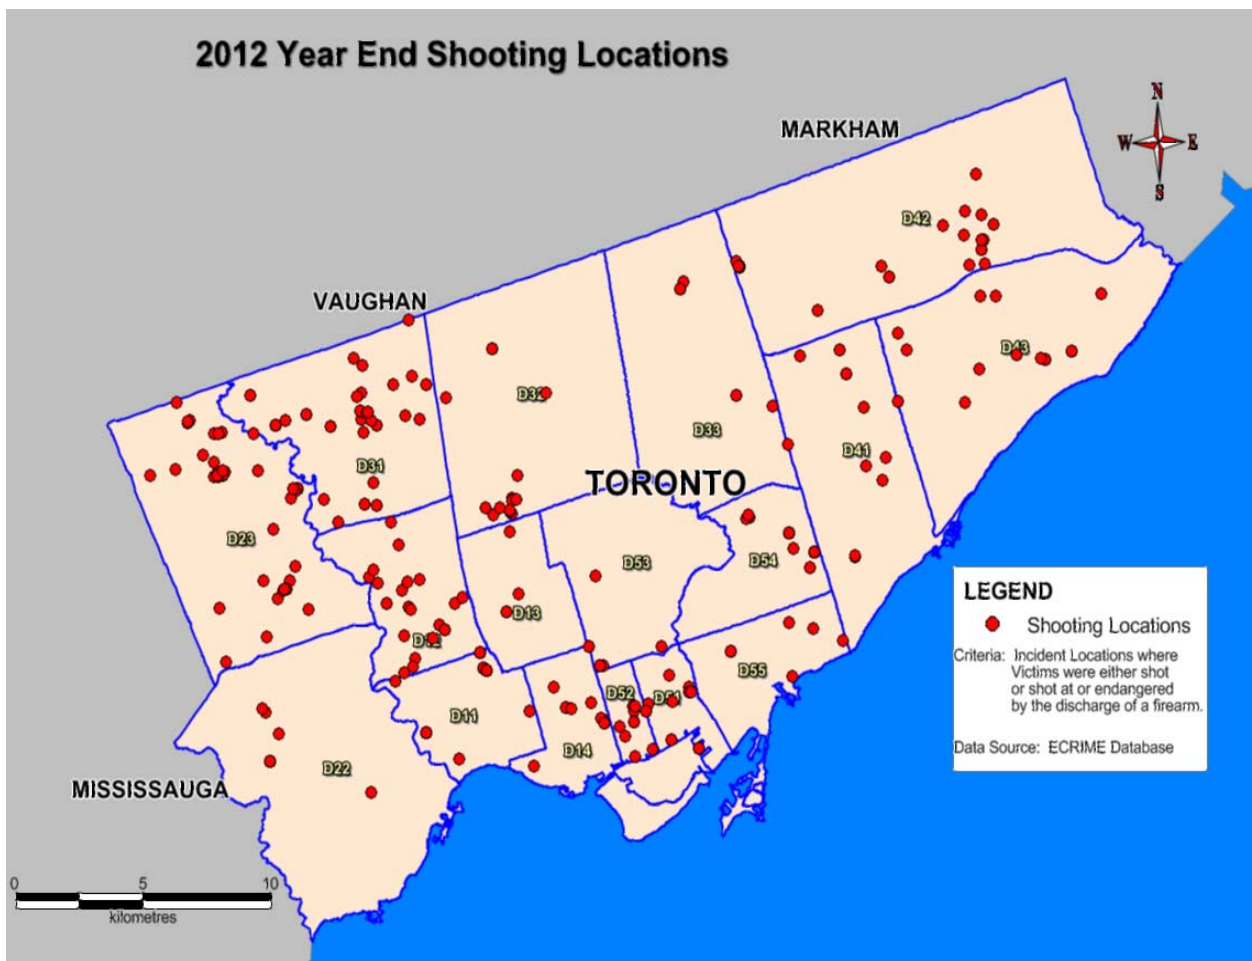 2012 Year End Shooting Locations
N
W E
S
MARKHAM
D42
VAUGHAN
D43
D32
D33
D41
D31
TORONTO
D23
D53
D54
D13
D12
D55
D52
D51
D11
D14
D22
MISSISSAUGA
LEGEND
Shooting Locations
Criteria: Incident Locations where
Victims were either shot
or shot at or endangered
by the discharge of a firearm.
Data Source: ECRIME Database
0 5 10
kilometres